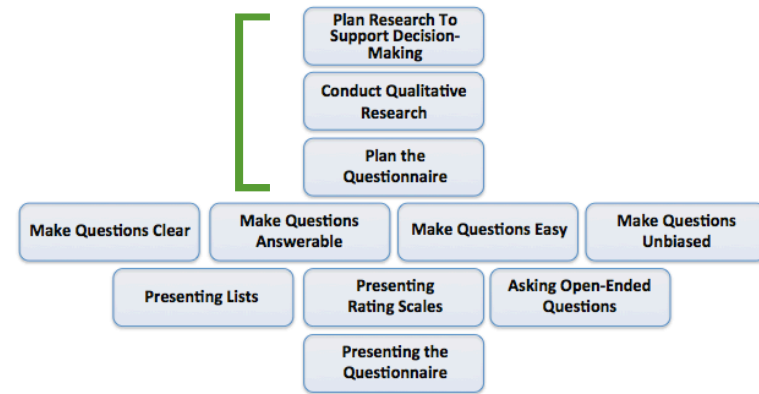 Plan Research To
Support Decision-
Making
Conduct Qualitative
Research
Plan the
Questionnaire
Make Questions Clear
Make Questions
Answerable
Make Questions Easy
Make Questions
Unbiased
Presenting Lists
Presenting
Rating Scales
Asking Open-Ended
Questions
Presenting the
Questionnaire